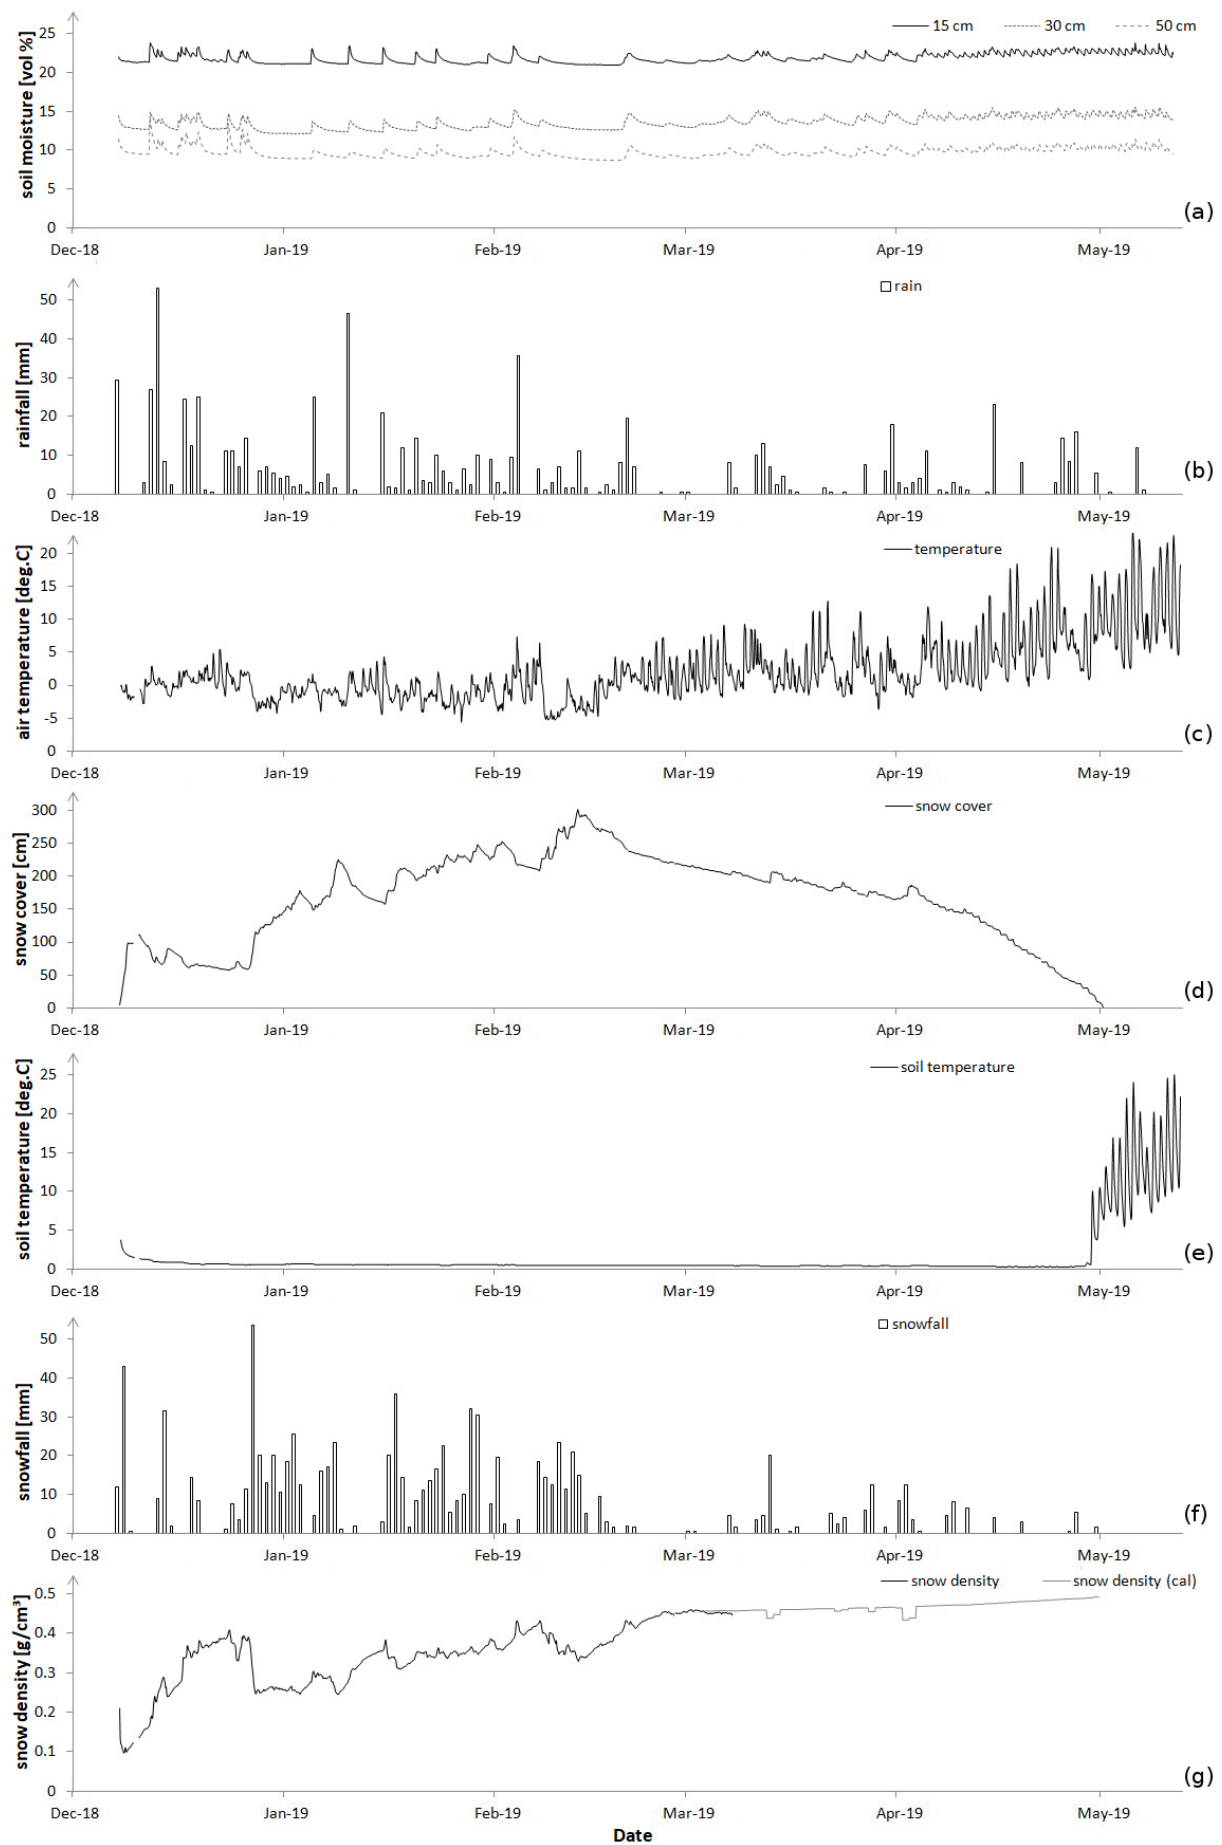 15 cm 30 cm 50 cm
soil moisture [vol %]
25
20
15
10
5
0
(a)
Dec-18 Jan-19 Feb-19 Mar-19 Apr-19 May-19
rain
rainfall [mm]
50
40
30
20
10
0
(b)
Dec-18 Jan-19 Feb-19 Mar-19 Apr-19 May-19
temperature
air temperature [deg.C]
20
15
10
5
0
-5
0
(c)
Dec-18 Jan-19 Feb-19 Mar-19 Apr-19 May-19
snow cover
snow cover [cm]
300
250
200
150
100
50
0
(d)
Dec-18 Jan-19 Feb-19 Mar-19 Apr-19 May-19
soil temperature
soil temperature [deg.C]
25
20
15
10
5
0
(e)
Dec-18 Jan-19 Feb-19 Mar-19 Apr-19 May-19
snowfall
snowfall [mm]
50
40
30
20
10
0
(f)
Dec-18 Jan-19 Feb-19 Mar-19 Apr-19 May-19
snow density snow density (cal)
snow density [g/cm³]
0.5
0.4
0.3
0.2
0.1
0
(g)
Dec-18 Jan-19 Feb-19 Mar-19 Apr-19 May-19
Date